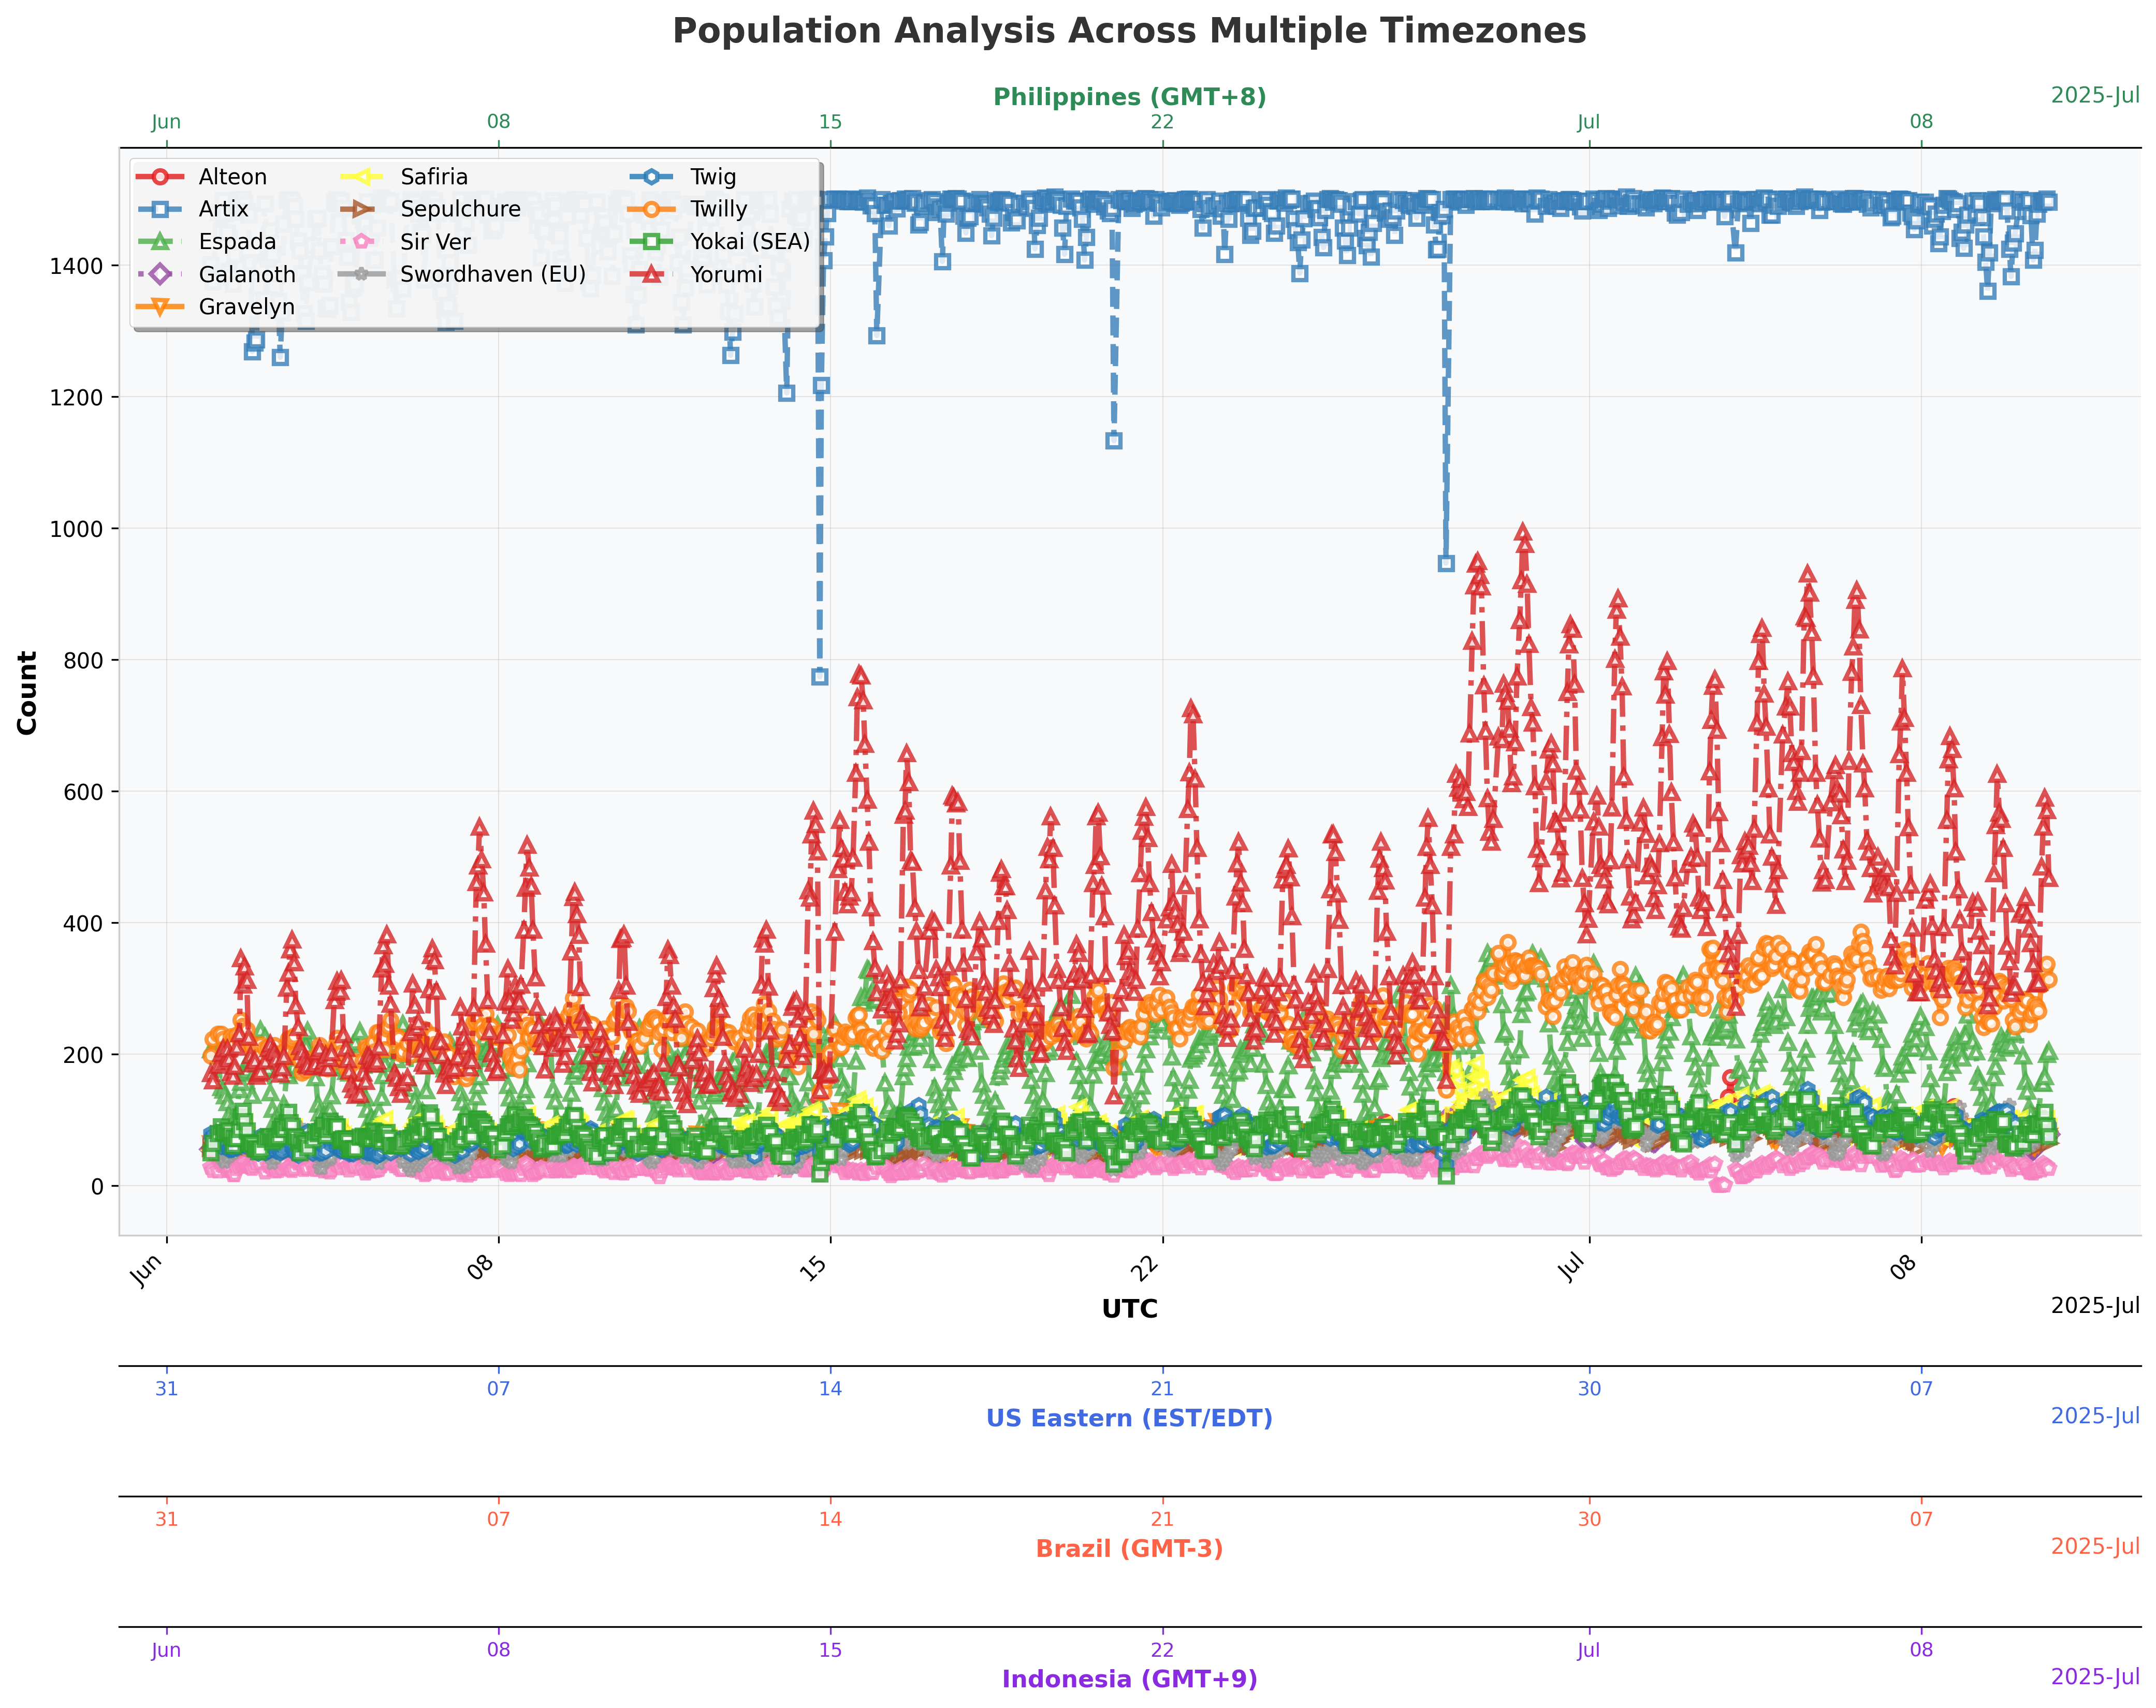 Population Analysis Across Multiple Timezones
Philippines (GMT+8)
2025-Jul
Jun 08 15 22 Jul 08
Alteon Safiria Twig
Artix Sepulchure Twilly
Espada Sir Ver Yokai (SEA)
Galanoth Swordhaven (EU) Yorumi
Gravelyn
1400
1200
1000
800
600
400
200
0
Count
Jun 08 15 22 Jul 08
UTC
2025-Jul
31 07 14 21 30 07
US Eastern (EST/EDT)
2025-Jul
31 07 14 21 30 07
Brazil (GMT-3)
2025-Jul
Jun 08 15 22 Jul 08
Indonesia (GMT+9)
2025-Jul